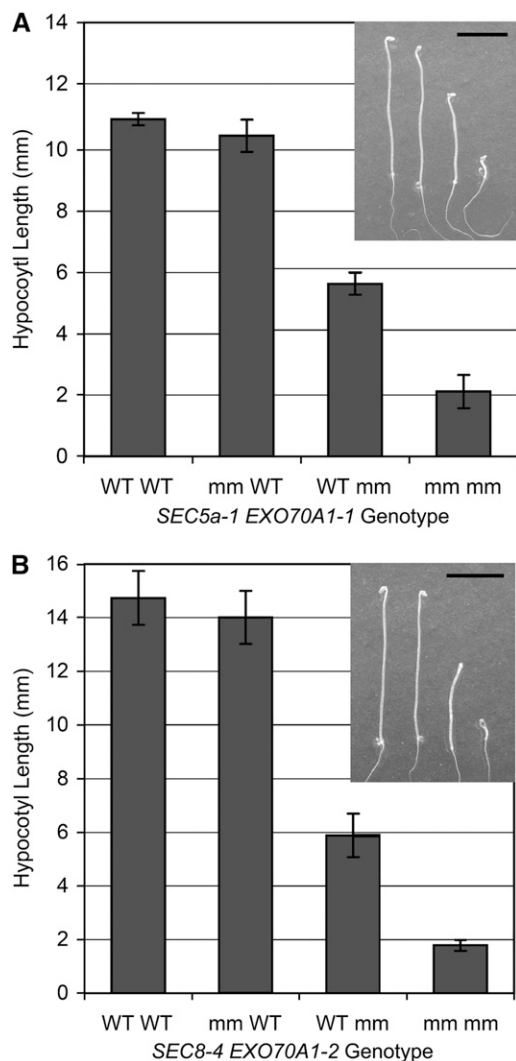 A
14
12
10
8
6
4
2
0
Hypocoytl Length (mm)
WT WT mm WT WT mm mm mm
SEC5a-1 EXO70A1-1 Genotype
B
16
14
12
10
8
6
4
2
0
Hypocotyl Length (mm)
WT WT mm WT WT mm mm mm
SEC8-4 EXO70A1-2 Genotype